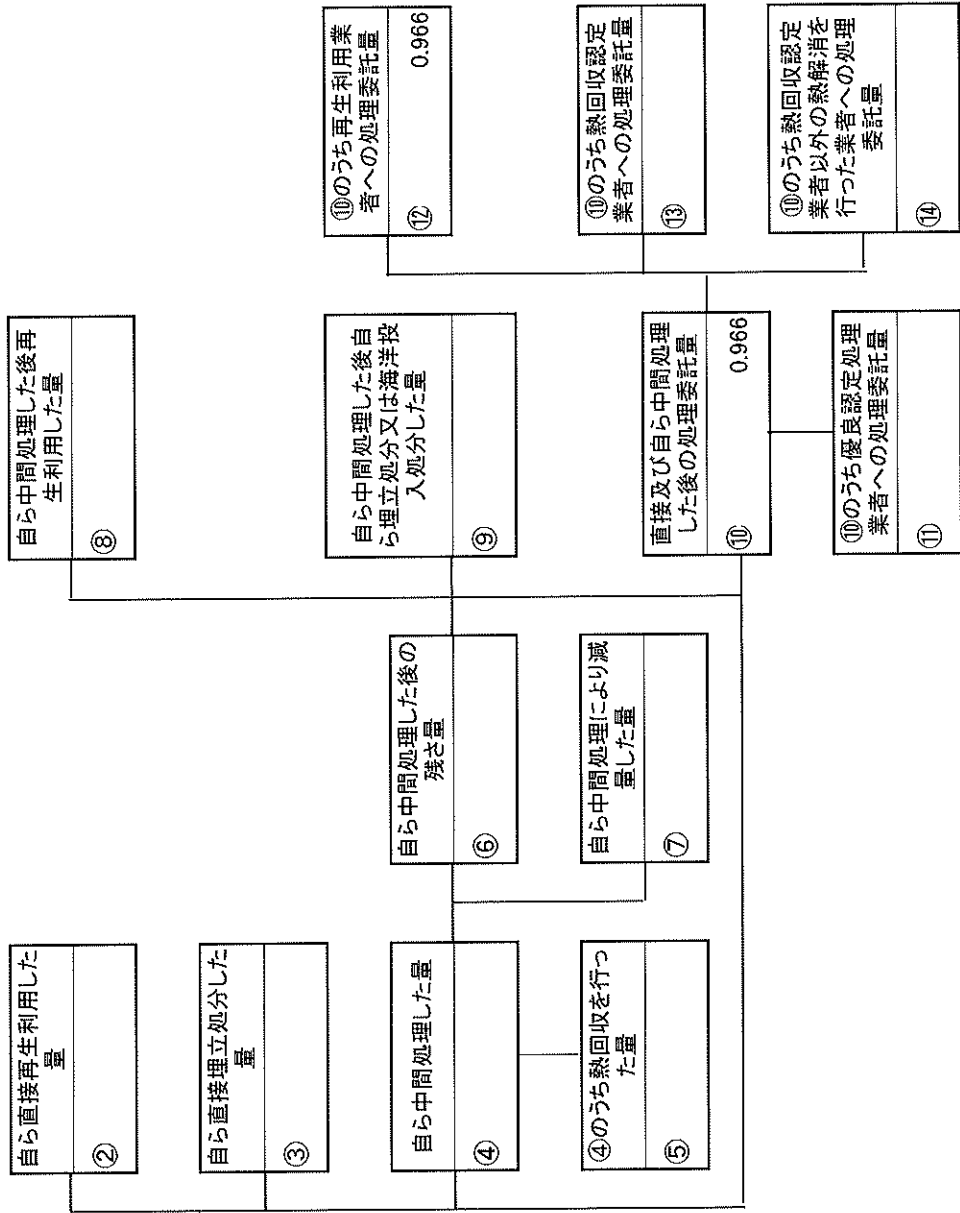 自ら直接再生利用した
量
②
自ら直接埋立処分した
量
③
自ら中間処理した量
④
④のうち熱回収を行っ
た量
⑤
自ら中間処理した後の
残さ量
⑥
自ら中間処理により減
量した量
⑦
自ら中間処理した後再
生利用した量
⑧
自ら中間処理した後自
ら埋立処分又は海洋投
入処分した量
⑨
直接及び自ら中間処理
した後の処理委託量
⑩ 0.966
⑩のうち優良認定処理
業者への処理委託量
⑪
⑩のうち再生利用業
者への処理委託量
⑫ 0.966
⑩のうち熱回収認定
業者への処理委託量
⑬
⑩のうち熱回収認定
業者以外の熱解消を
行った業者への処理
委託量
⑭